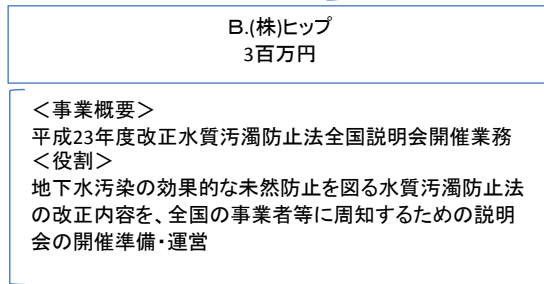 B.(株)ヒップ
3百万円
＜事業概要＞
平成23年度改正水質汚濁防止法全国説明会開催業務
＜役割＞
地下水汚染の効果的な未然防止を図る水質汚濁防止法
の改正内容を、全国の事業者等に周知するための説明
会の開催準備・運営